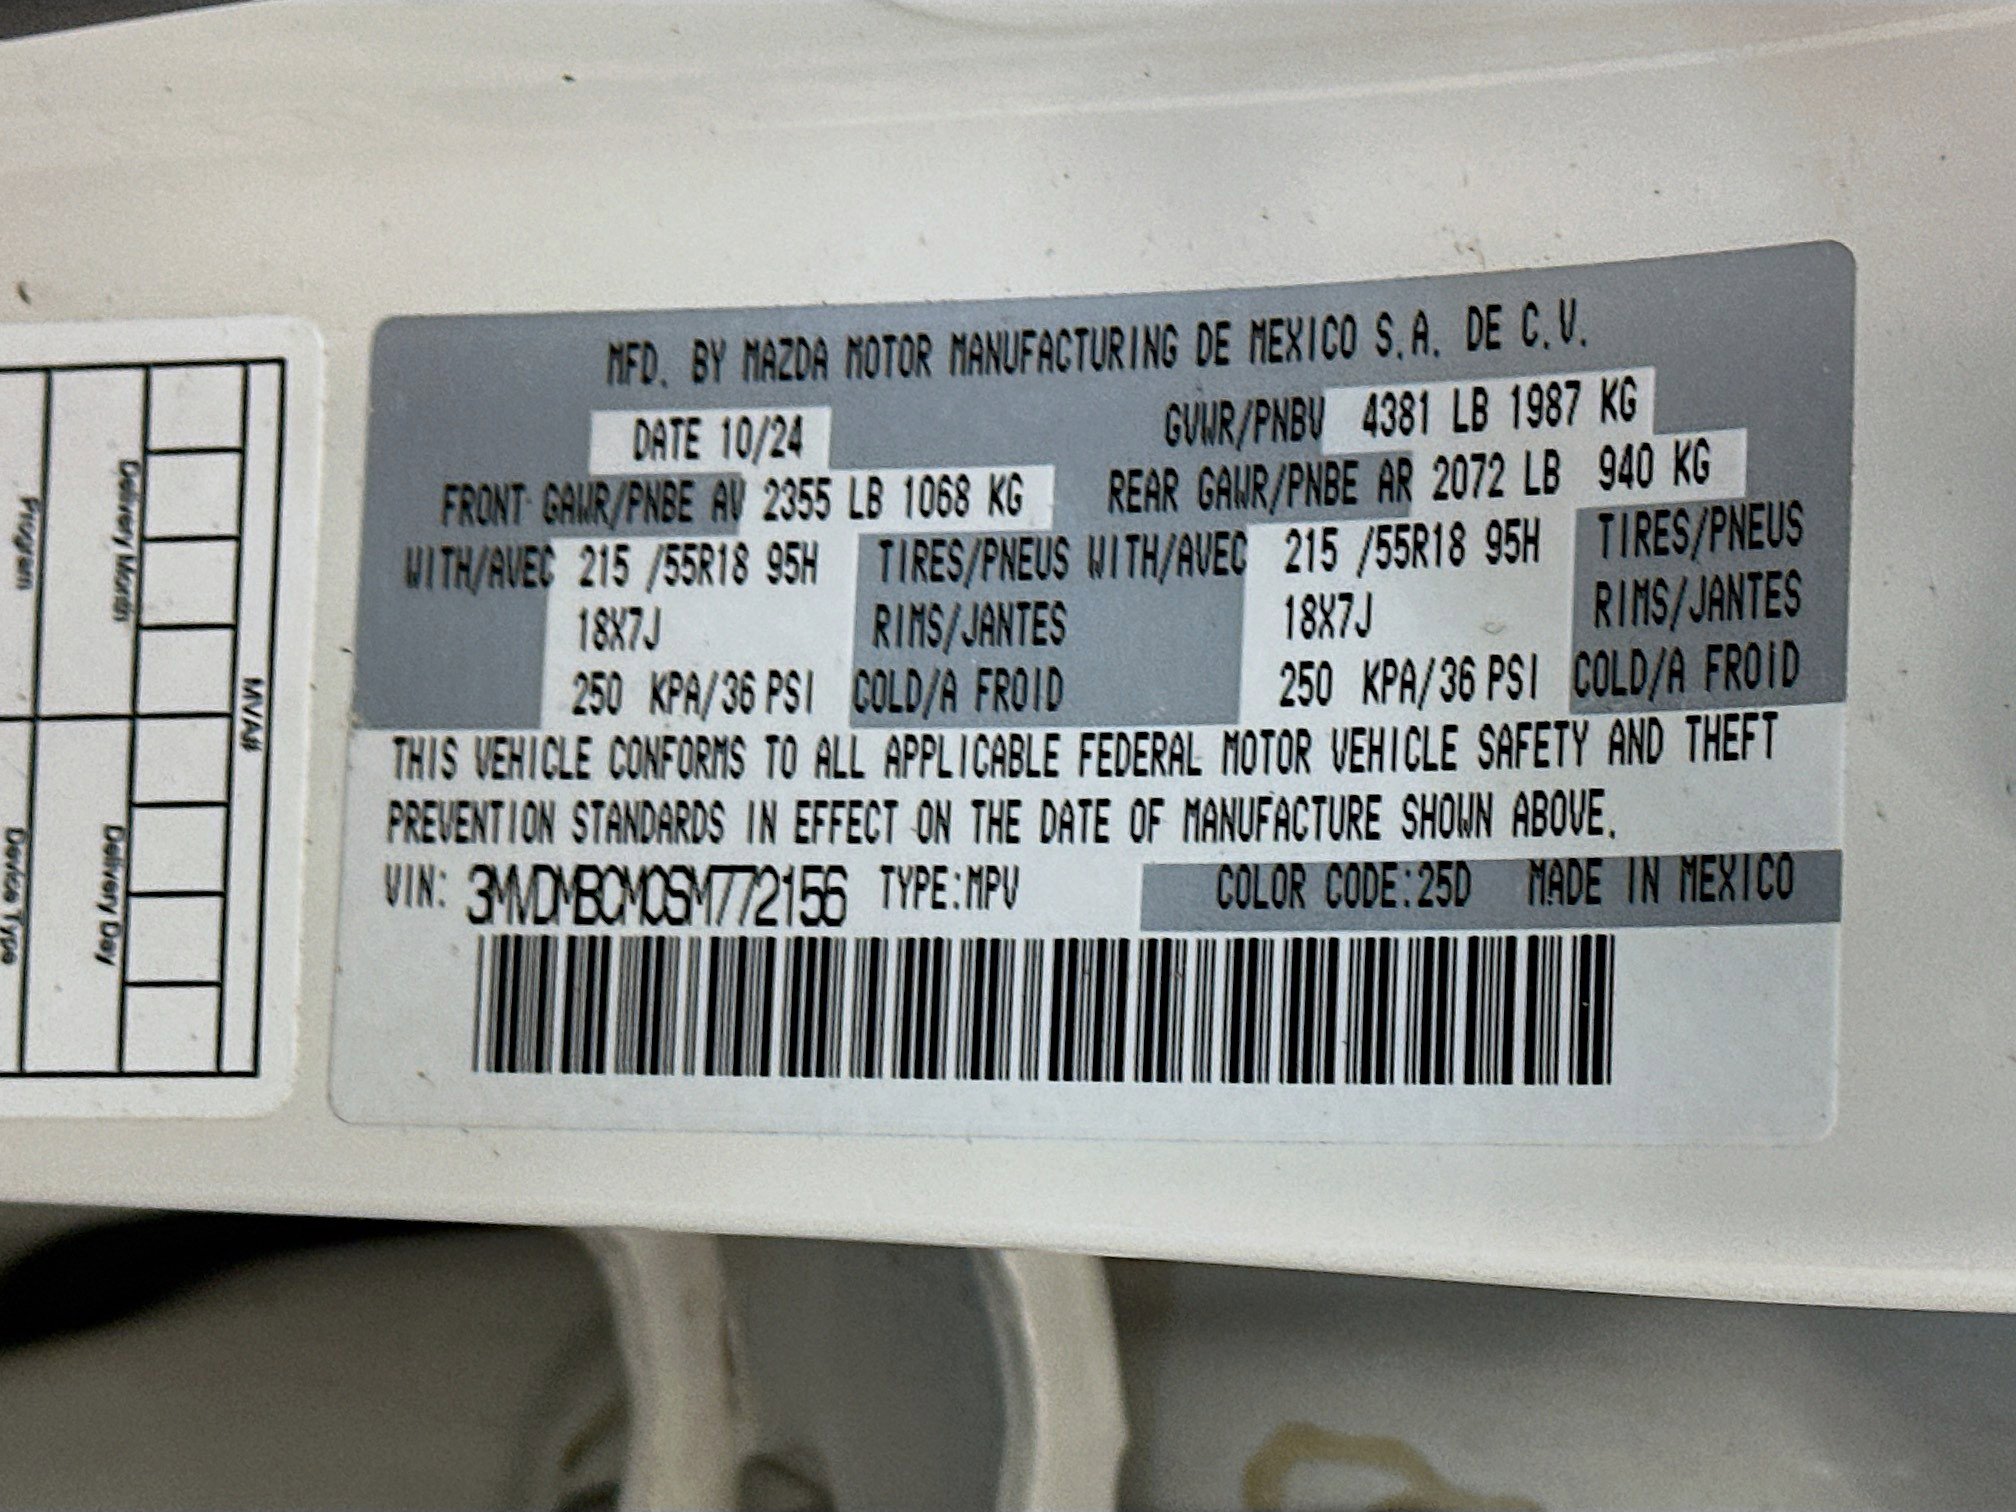 MFD. BY MAZDA MOTOR MANUFACTURING DE MEXICO S.A. DE C.V.
DATE 10/24 GVWR/PNBV 4381 LB 1987 KG
FRONT GAWR/PNBE AV 2355 LB 1068 KG REAR GAWR/PNBE AR 2072 LB 940 KG
WITH/AVEC 215 /55R18 95H TIRES/PNEUS WITH/AVEC 215 /55R18 95H TIRES/PNEUS
18X7J RIMS/JANTES 18X7J RIMS/JANTES
250 KPA/36 PSI COLD/A FROID 250 KPA/36 PSI COLD/A FROID
THIS VEHICLE CONFORMS TO ALL APPLICABLE FEDERAL MOTOR VEHICLE SAFETY AND THEFT
PREVENTION STANDARDS IN EFFECT ON THE DATE OF MANUFACTURE SHOWN ABOVE.
VIN: 3MVDMBCM0SM772156 TYPE:MPV COLOR CODE:25D MADE IN MEXICO
MVA#
Delivery Month
Delivery Day
Program
Device Type